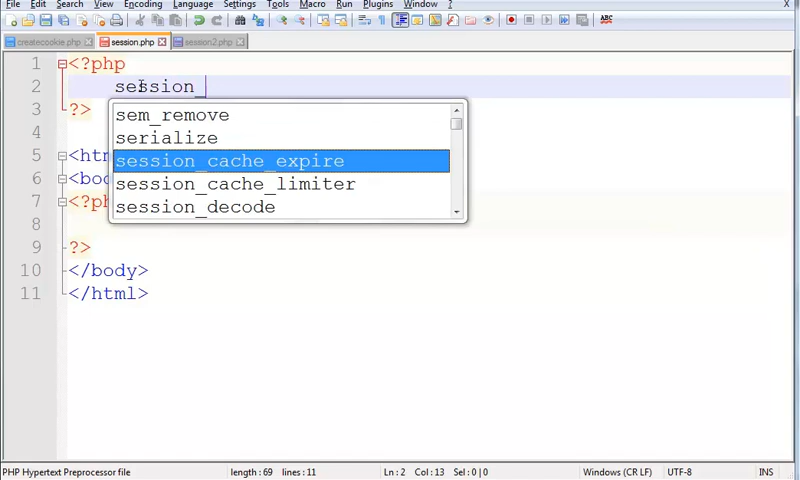 File Edit Search View Encoding Language Settings Tools Macro Run Plugins Window ? X
createcookie.php session.php session2.php
1 <?php
2 session_
3 ?>
4
5 <htm
6 <bod
7 <?ph
8
9 ?>
10 </body>
11 </html>
sem_remove
serialize
session_cache_expire
session_cache_limiter
session_decode
PHP Hypertext Preprocessor file length : 69 lines : 11 Ln : 2 Col : 13 Sel : 0 | 0 Windows (CR LF) UTF-8 INS